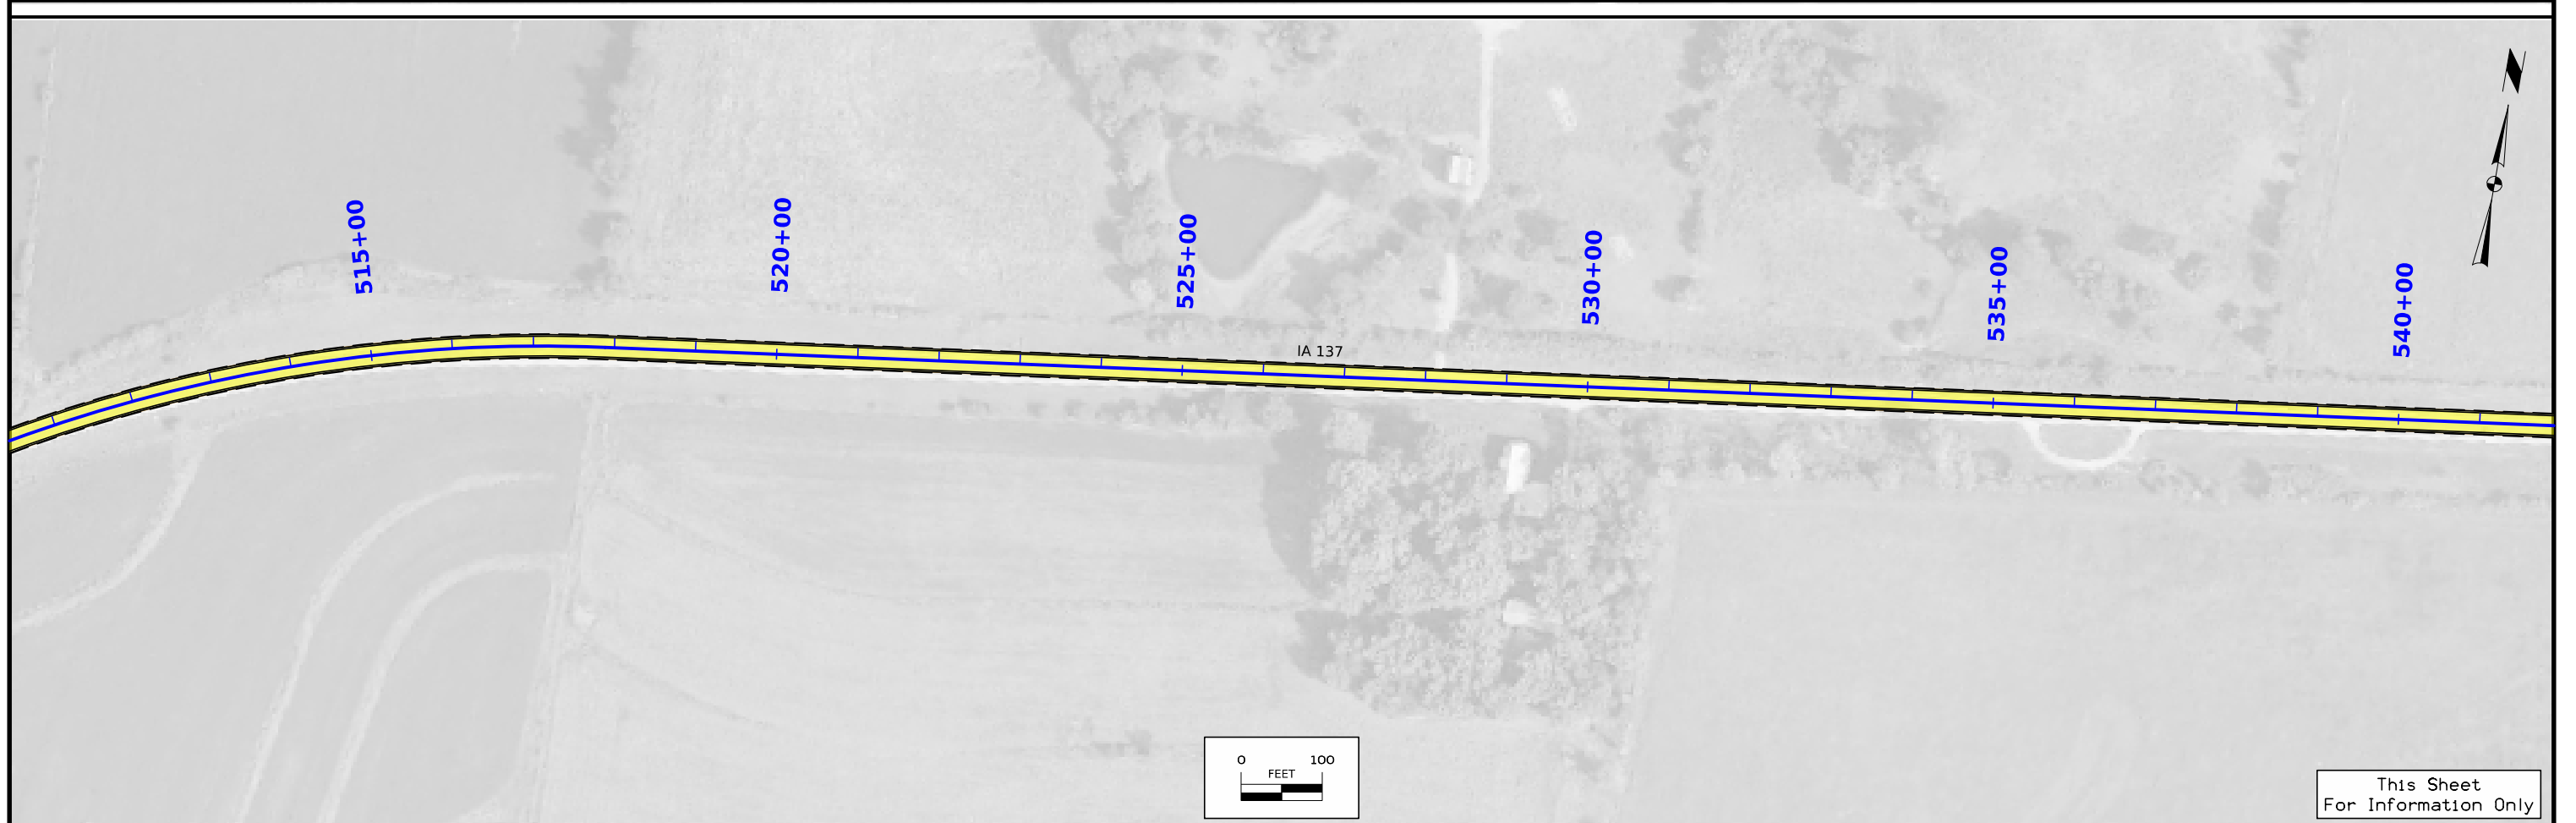 N
515+00
520+00
525+00
530+00
535+00
540+00
IA 137
0 100
FEET
This Sheet
For Information Only